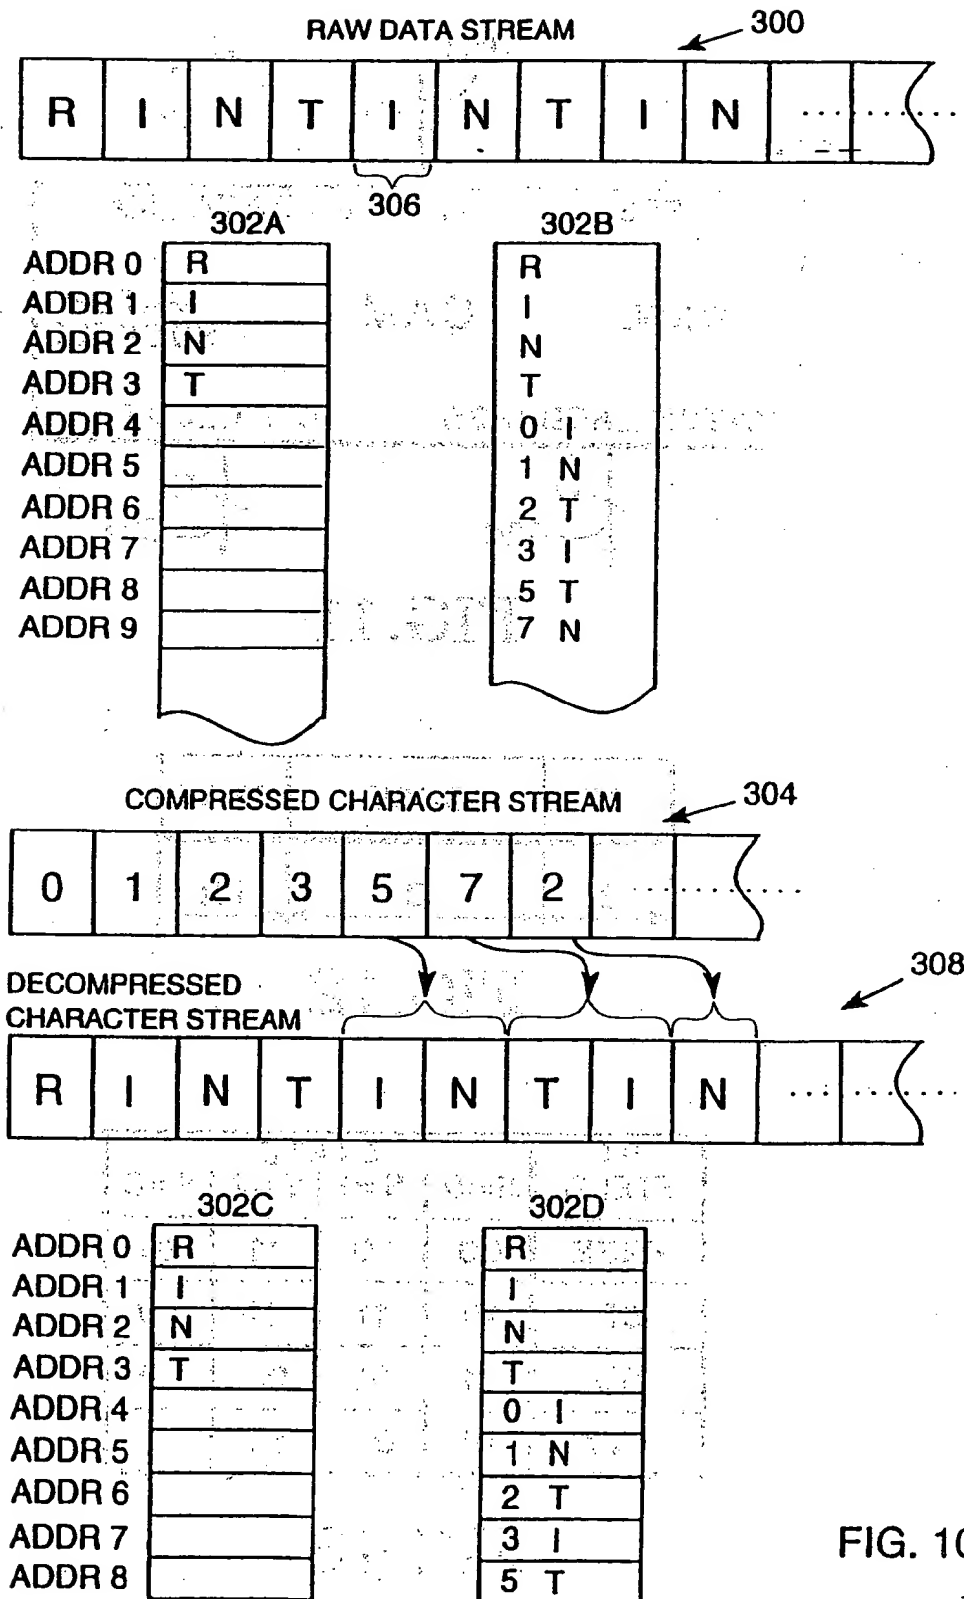 RAW DATA STREAM 300
R I N T I N T I N ..........
306
302A 302B
ADDR 0 R R
ADDR 1 I I
ADDR 2 N N
ADDR 3 T T
ADDR 4 0 I
ADDR 5 1 N
ADDR 6 2 T
ADDR 7 3 I
ADDR 8 5 T
ADDR 9 7 N
COMPRESSED CHARACTER STREAM 304
0 1 2 3 5 7 2 ..........
DECOMPRESSED 308
CHARACTER STREAM
R I N T I N T I N ..........
302C 302D
ADDR 0 R R
ADDR 1 I I
ADDR 2 N N
ADDR 3 T T
ADDR 4 0 I
ADDR 5 1 N
ADDR 6 2 T
ADDR 7 3 I
ADDR 8 5 T
FIG. 10